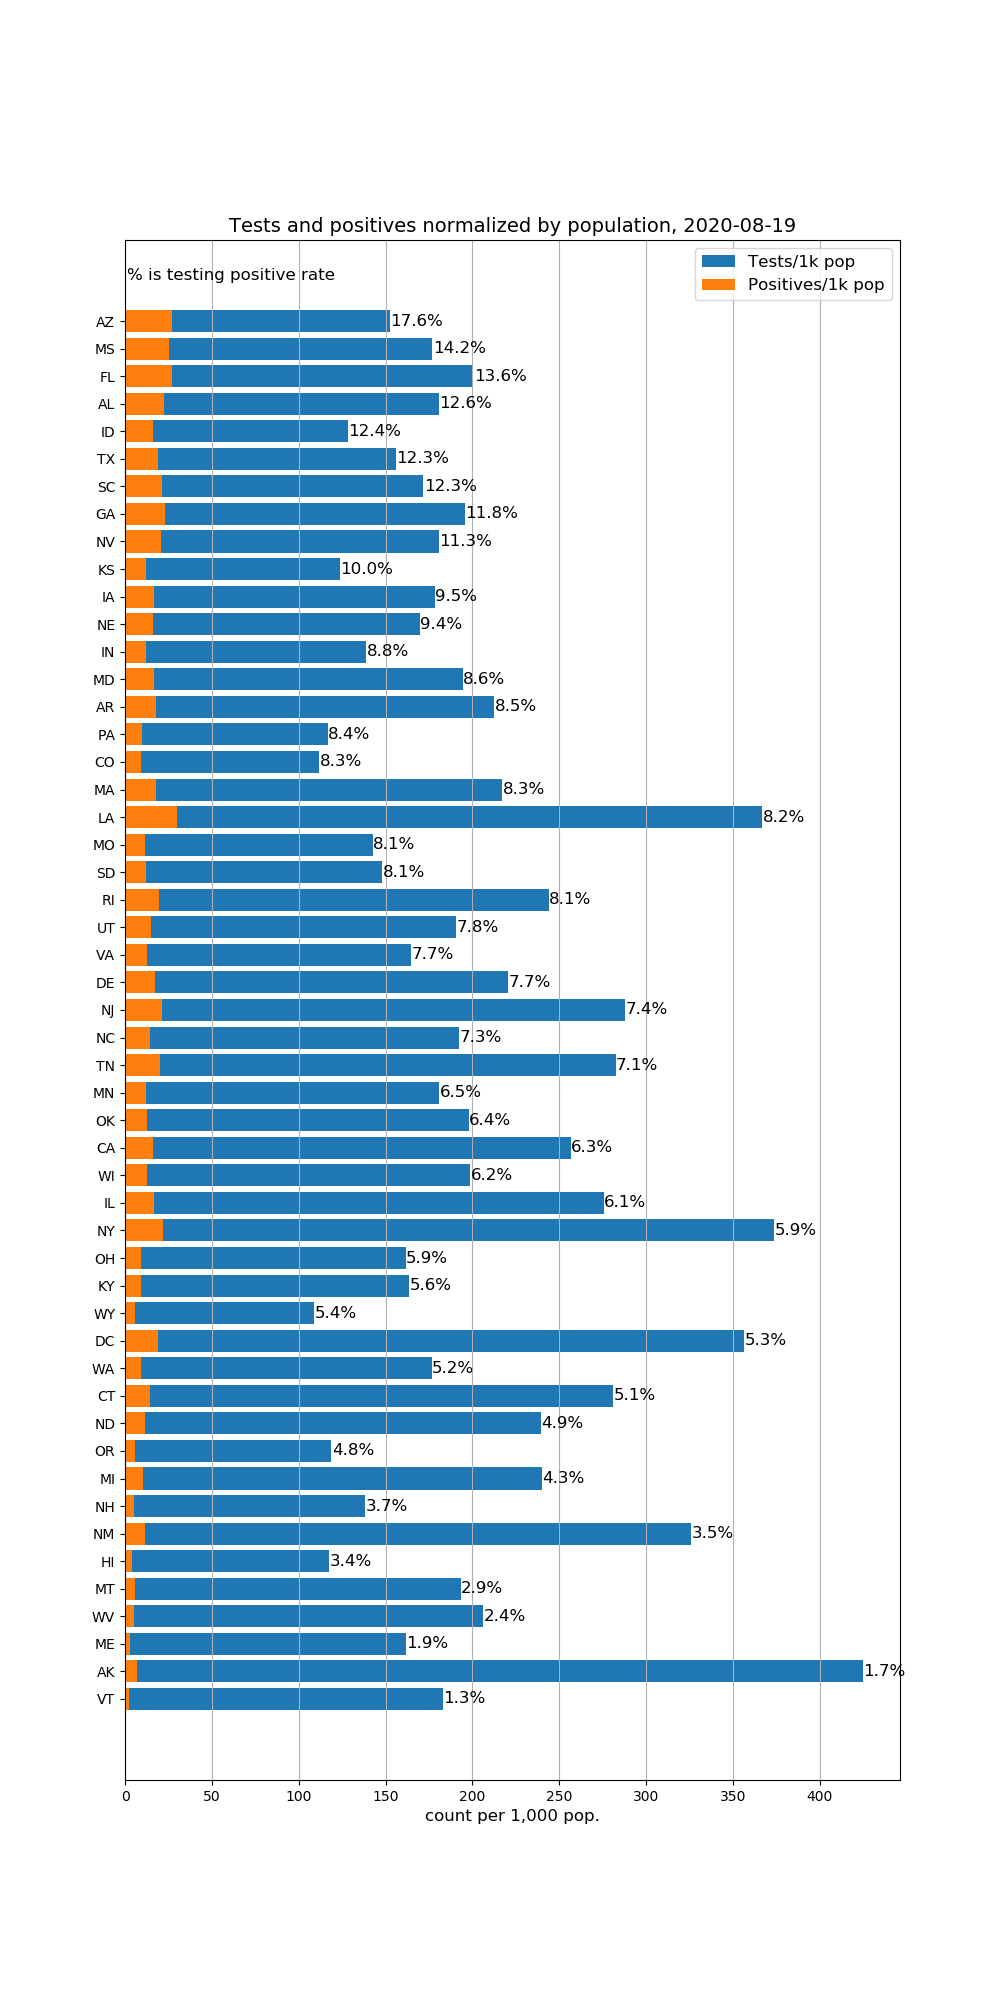 Tests and positives normalized by population, 2020-08-19
% is testing positive rate
Tests/1k pop
Positives/1k pop
AZ 17.6%
MS 14.2%
FL 13.6%
AL 12.6%
ID 12.4%
TX 12.3%
SC 12.3%
GA 11.8%
NV 11.3%
KS 10.0%
IA 9.5%
NE 9.4%
IN 8.8%
MD 8.6%
AR 8.5%
PA 8.4%
CO 8.3%
MA 8.3%
LA 8.2%
MO 8.1%
SD 8.1%
RI 8.1%
UT 7.8%
VA 7.7%
DE 7.7%
NJ 7.4%
NC 7.3%
TN 7.1%
MN 6.5%
OK 6.4%
CA 6.3%
WI 6.2%
IL 6.1%
NY 5.9%
OH 5.9%
KY 5.6%
WY 5.4%
DC 5.3%
WA 5.2%
CT 5.1%
ND 4.9%
OR 4.8%
MI 4.3%
NH 3.7%
NM 3.5%
HI 3.4%
MT 2.9%
WV 2.4%
ME 1.9%
AK 1.7%
VT 1.3%
0 50 100 150 200 250 300 350 400
count per 1,000 pop.